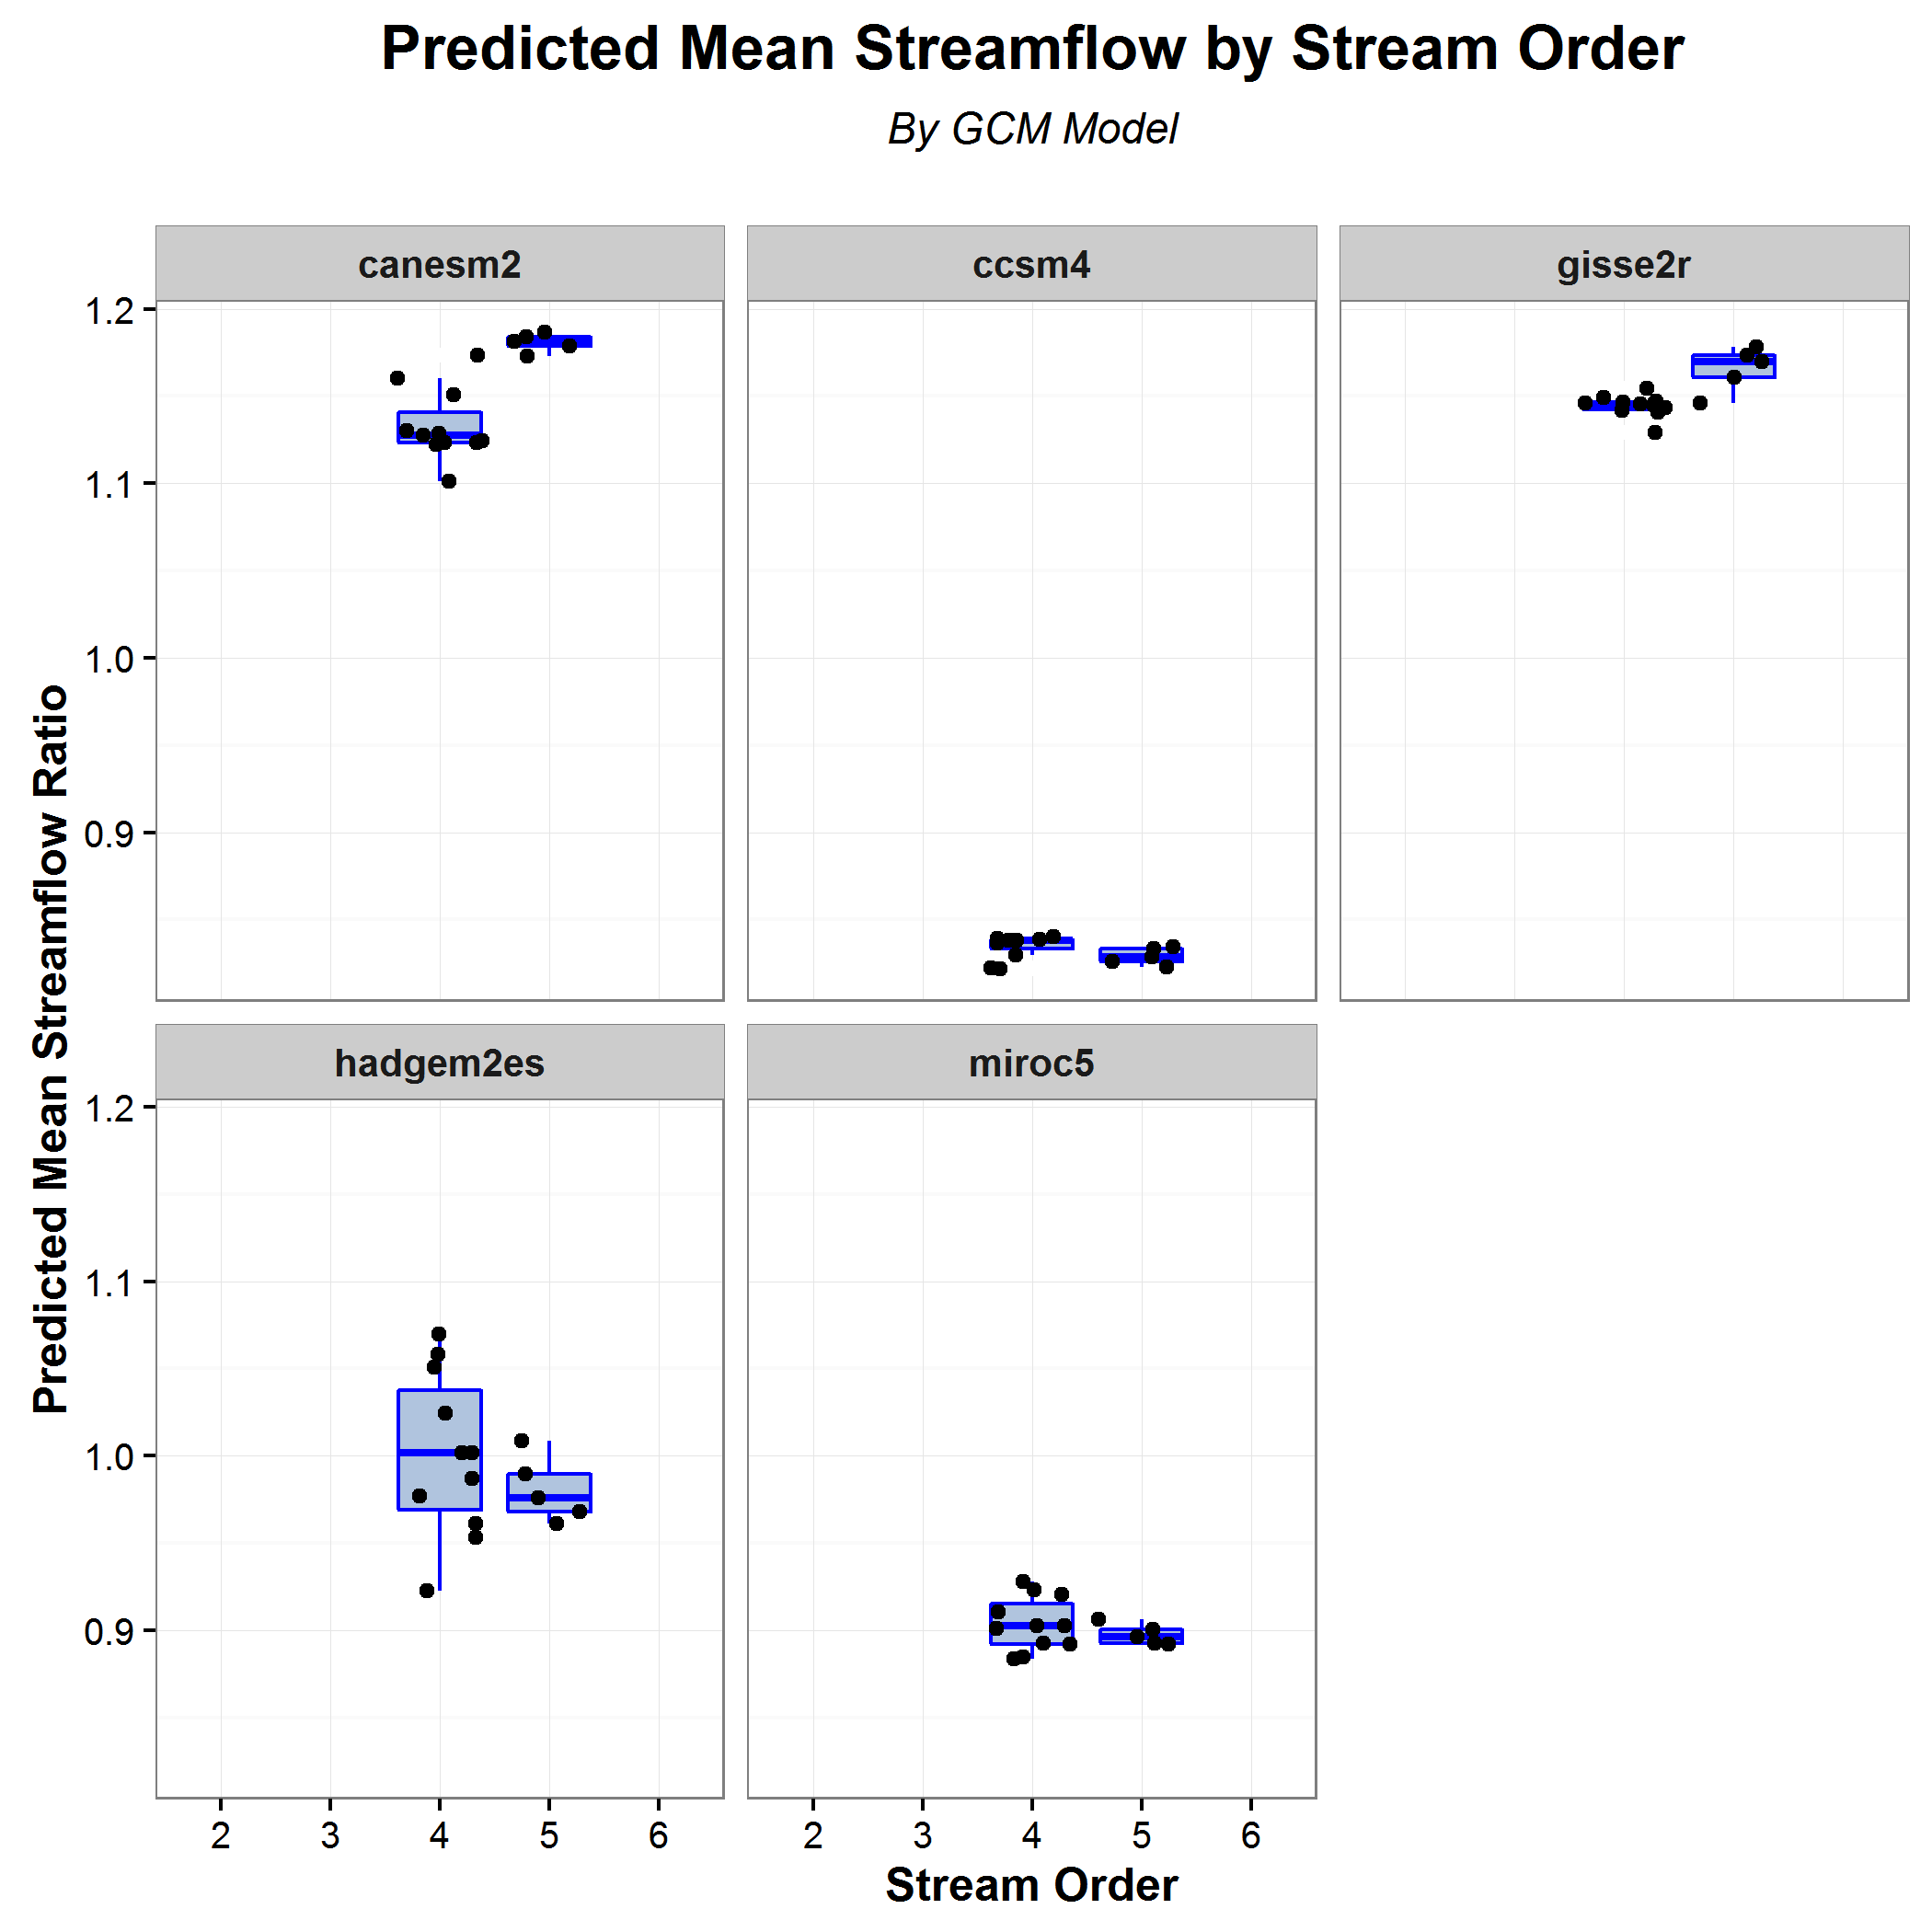 Predicted Mean Streamflow by Stream Order
By GCM Model
canesm2
ccsm4
gisse2r
1.2
1.1
1.0
0.9
Predicted Mean Streamflow Ratio
hadgem2es
miroc5
1.2
1.1
1.0
0.9
2 3 4 5 6
2 3 4 5 6
Stream Order